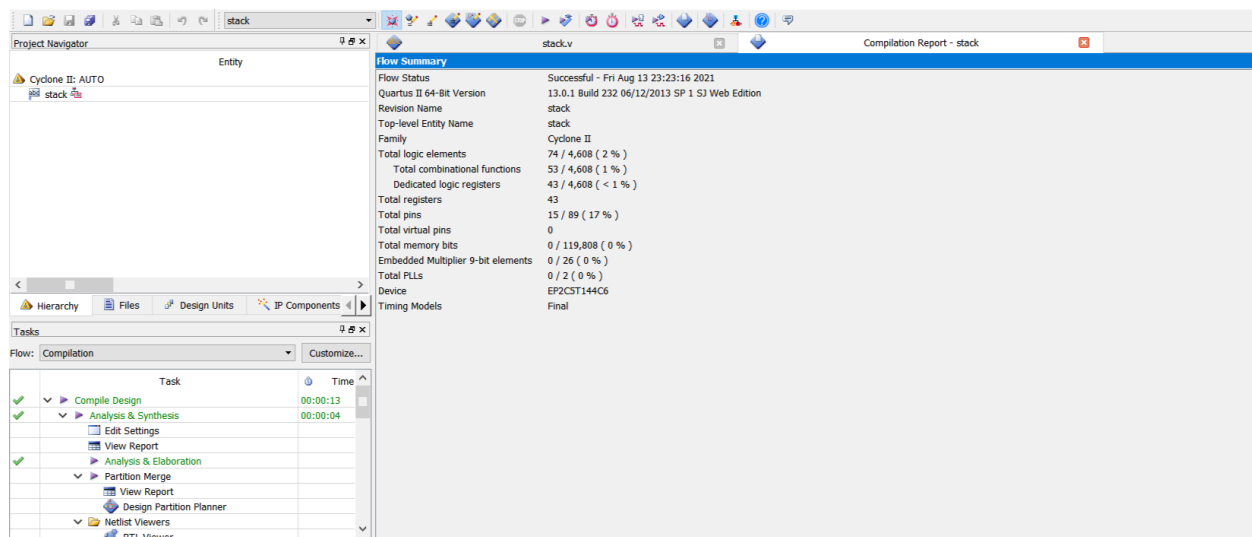 stack
Project Navigator
Entity
Cyclone II: AUTO
stack
Hierarchy Files Design Units IP Components
Tasks
Flow: Compilation Customize...
Task Time
Compile Design 00:00:13
Analysis & Synthesis 00:00:04
Edit Settings
View Report
Analysis & Elaboration
Partition Merge
View Report
Design Partition Planner
Netlist Viewers
RTL Viewer
stack.v Compilation Report - stack
Flow Summary
Flow Status Successful - Fri Aug 13 23:23:16 2021
Quartus II 64-Bit Version 13.0.1 Build 232 06/12/2013 SP 1 SJ Web Edition
Revision Name stack
Top-level Entity Name stack
Family Cyclone II
Total logic elements 74 / 4,608 ( 2 % )
Total combinational functions 53 / 4,608 ( 1 % )
Dedicated logic registers 43 / 4,608 ( < 1 % )
Total registers 43
Total pins 15 / 89 ( 17 % )
Total virtual pins 0
Total memory bits 0 / 119,808 ( 0 % )
Embedded Multiplier 9-bit elements 0 / 26 ( 0 % )
Total PLLs 0 / 2 ( 0 % )
Device EP2C5T144C6
Timing Models Final